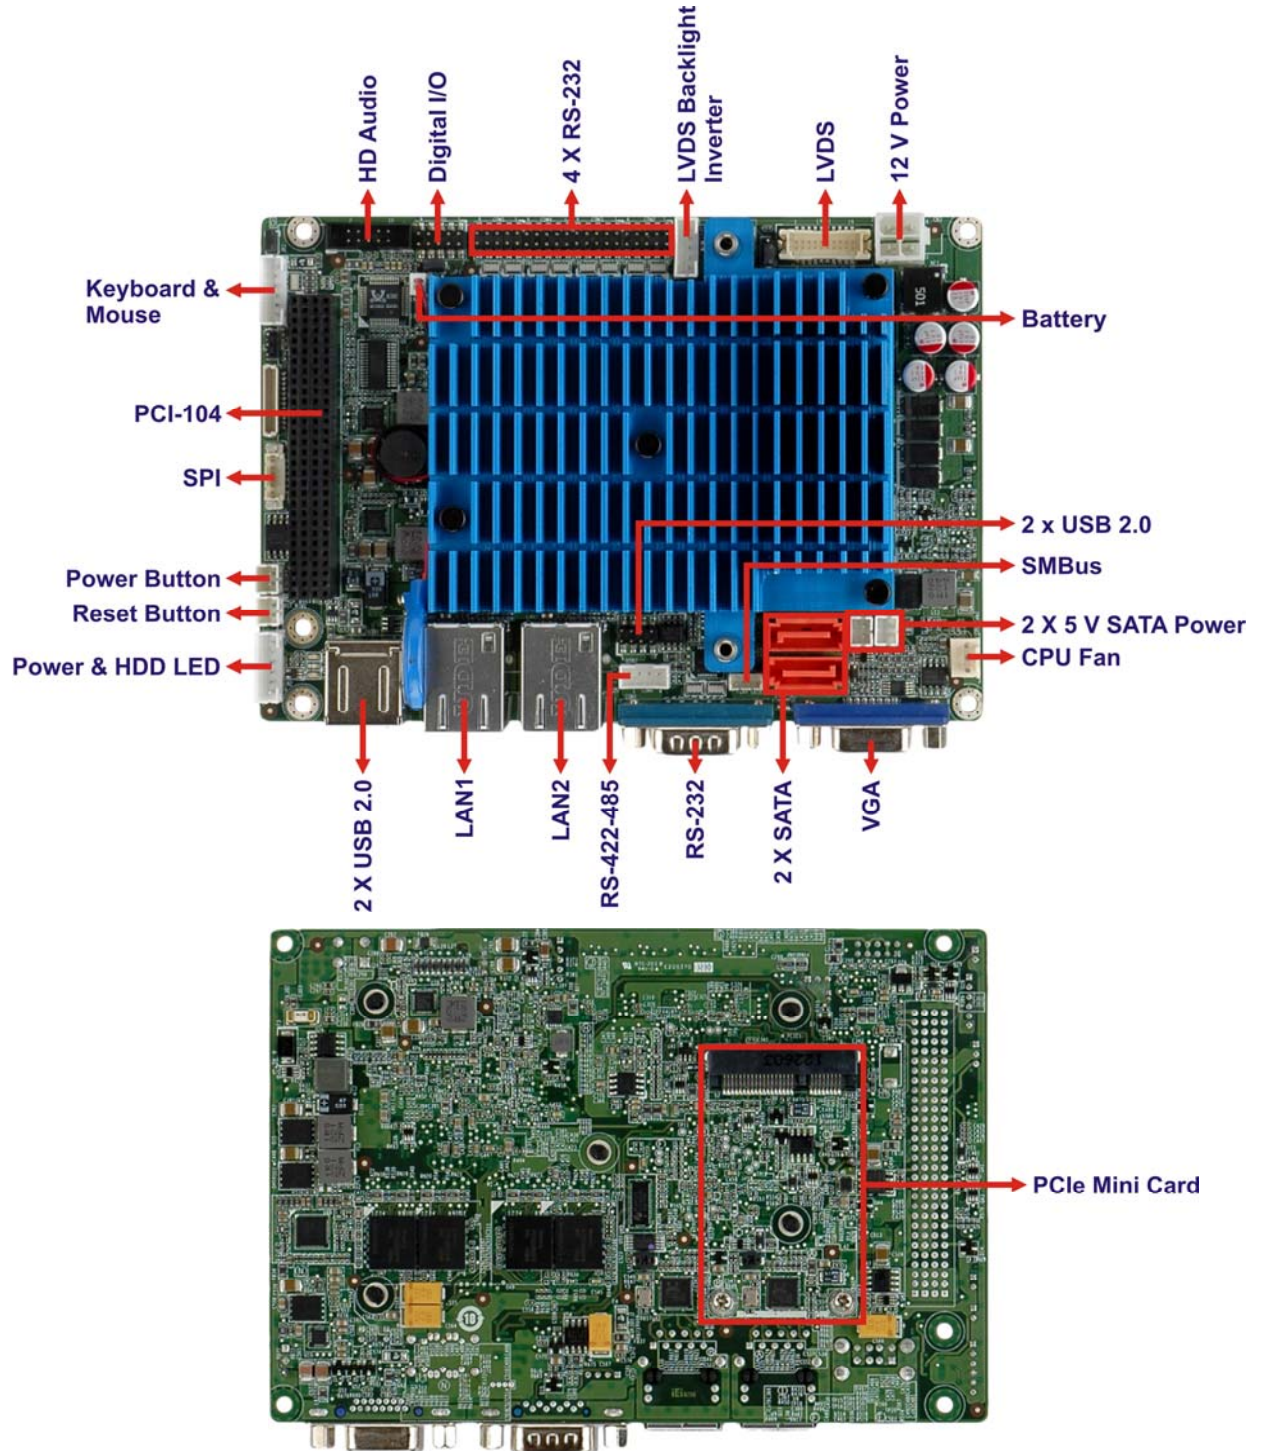 HD Audio
Digital I/O
4 X RS-232
LVDS Backlight
Inverter
LVDS
12 V Power
Keyboard &
Mouse
PCI-104
SPI
Power Button
Reset Button
Power & HDD LED
501
Battery
2 x USB 2.0
SMBus
2 X 5 V SATA Power
CPU Fan
2 X USB 2.0
LAN1
LAN2
RS-422-485
RS-232
2 X SATA
VGA
122603
PCIe Mini Card